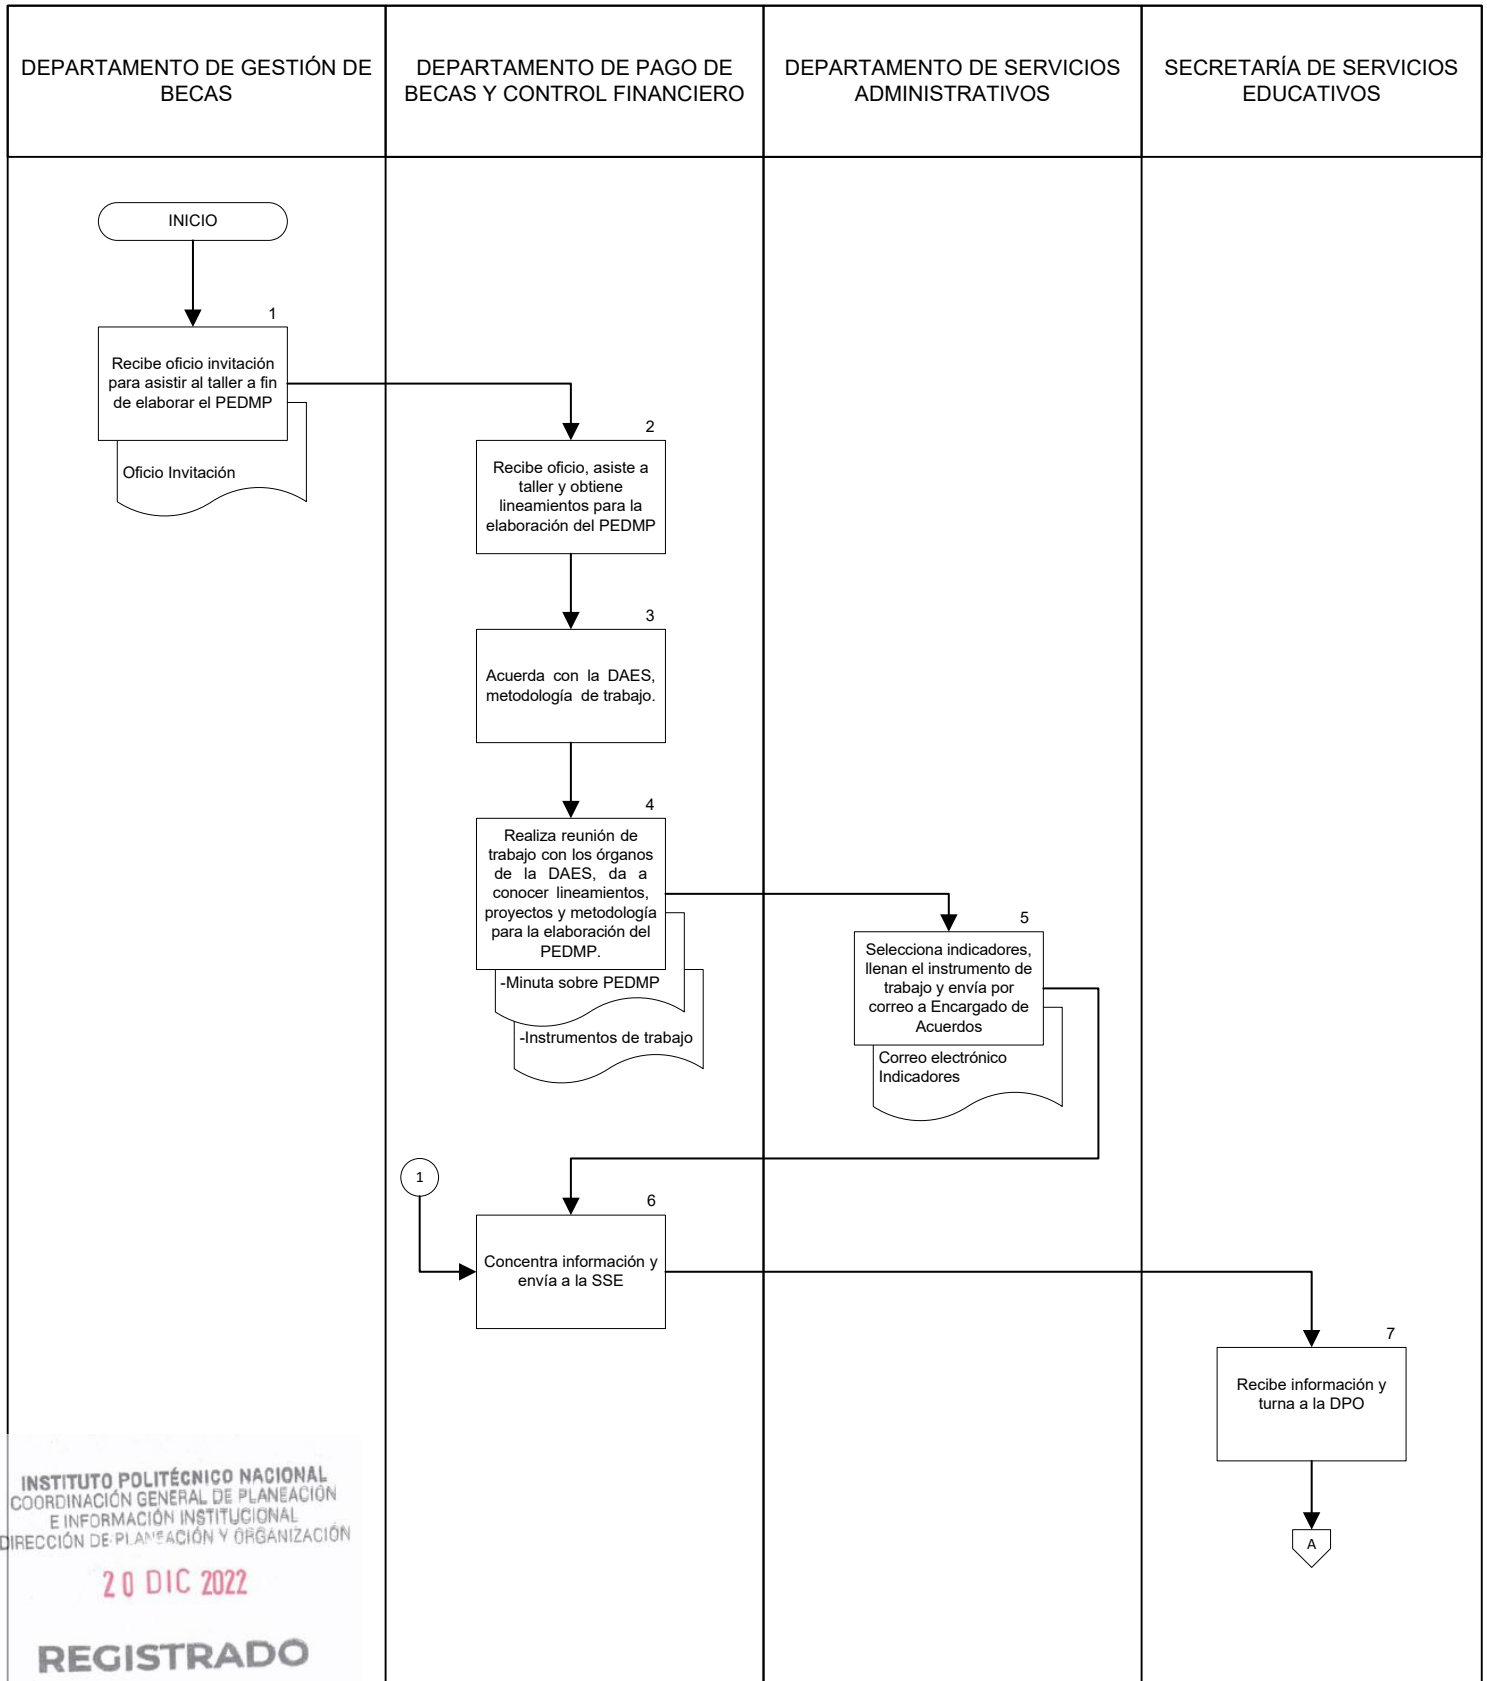 DEPARTAMENTO DE GESTIÓN DE
BECAS
DEPARTAMENTO DE PAGO DE
BECAS Y CONTROL FINANCIERO
DEPARTAMENTO DE SERVICIOS
ADMINISTRATIVOS
SECRETARÍA DE SERVICIOS
EDUCATIVOS
INICIO
1
Recibe oficio invitación
para asistir al taller a fin
de elaborar el PEDMP
Oficio Invitación
2
Recibe oficio, asiste a
taller y obtiene
lineamientos para la
elaboración del PEDMP
3
Acuerda con la DAES,
metodología de trabajo.
4
Realiza reunión de
trabajo con los órganos
de la DAES, da a
conocer lineamientos,
proyectos y metodología
para la elaboración del
PEDMP.
-Minuta sobre PEDMP
-Instrumentos de trabajo
5
Selecciona indicadores,
llenan el instrumento de
trabajo y envía por
correo a Encargado de
Acuerdos
Correo electrónico
Indicadores
1
6
Concentra información y
envía a la SSE
7
Recibe información y
turna a la DPO
A
INSTITUTO POLITÉCNICO NACIONAL
COORDINACIÓN GENERAL DE PLANEACIÓN
E INFORMACIÓN INSTITUCIONAL
DIRECCIÓN DE PLANEACIÓN Y ORGANIZACIÓN
20 DIC 2022
REGISTRADO